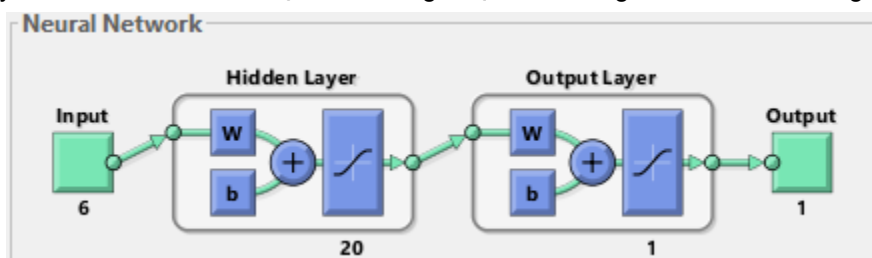 Neural Network
Hidden Layer
Output Layer
Input
Output
W
W
b
b
6
1
20
1